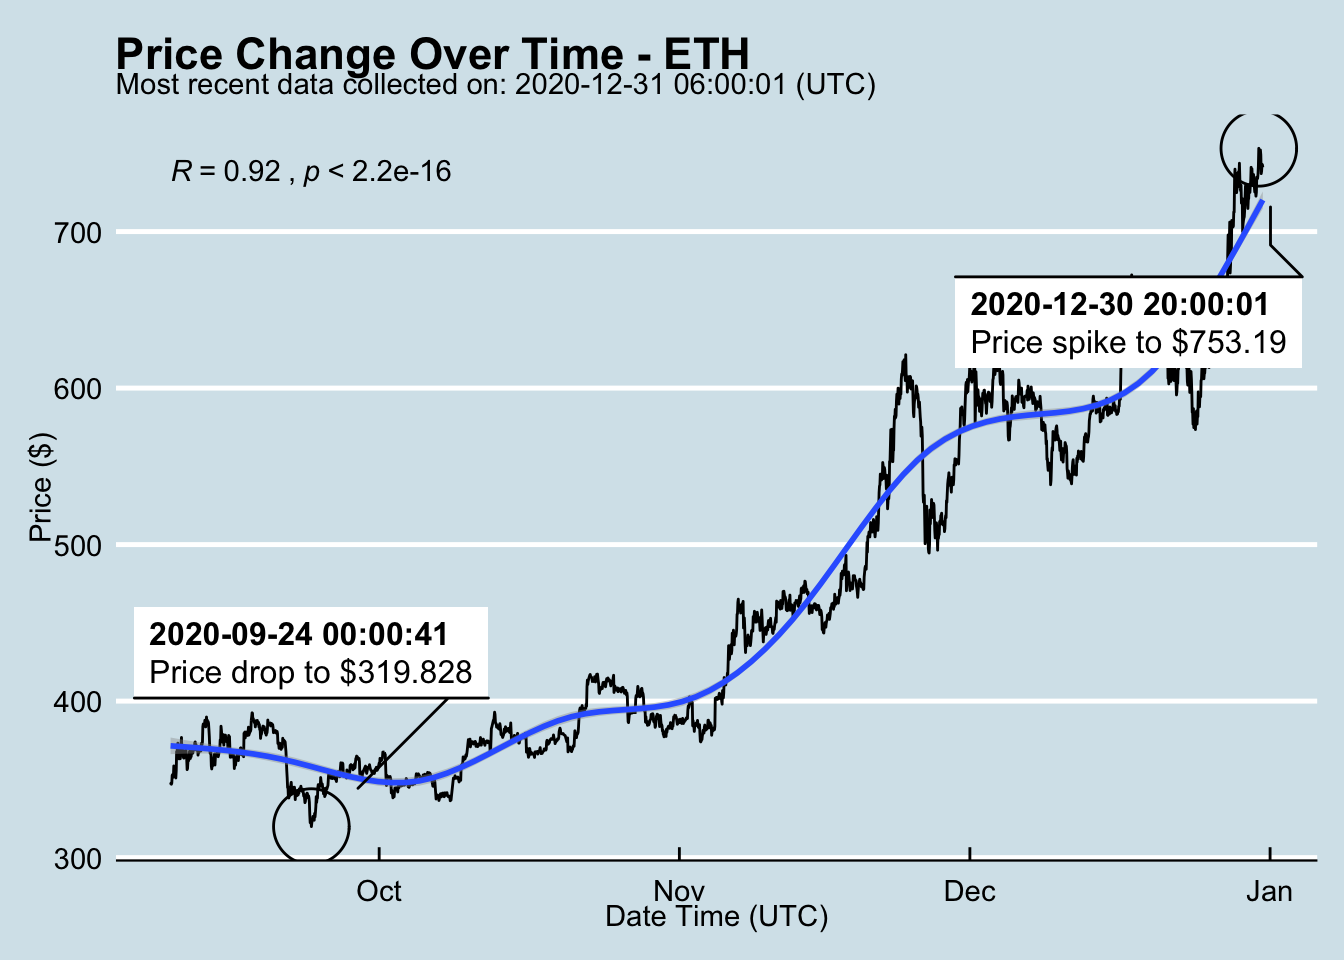 Price Change Over Time - ETH
Most recent data collected on: 2020-12-31 06:00:01 (UTC)
R = 0.92 , p < 2.2e-16
700
2020-12-30 20:00:01
Price spike to $753.19
600
Price ($)
500
2020-09-24 00:00:41
Price drop to $319.828
400
300
Oct Nov Dec Jan
Date Time (UTC)